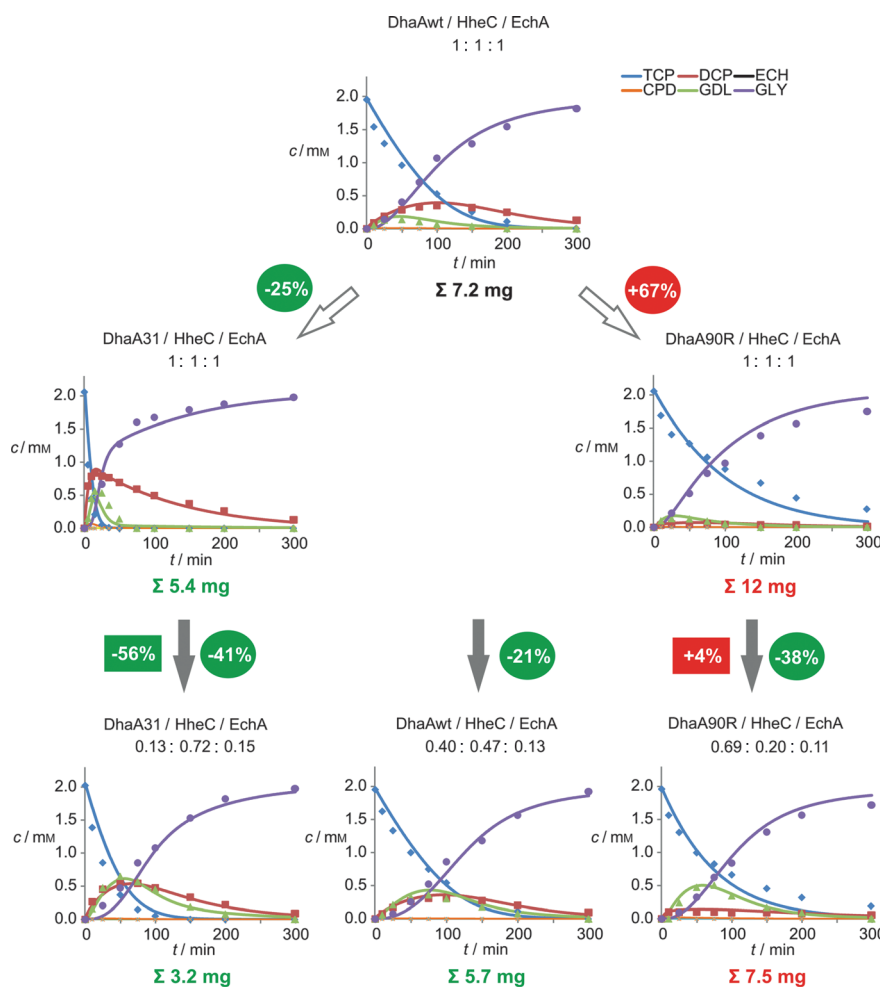 DhaAwt / HheC / EchA
1 : 1 : 1
TCP DCP ECH
CPD GDL GLY
2.0
1.5
c / mM
1.0
0.5
0.0
0 100 200 300
t / min
Σ 7.2 mg
-25%
+67%
DhaA31 / HheC / EchA
1 : 1 : 1
2.0
1.5
c / mM
1.0
0.5
0.0
0 100 200 300
t / min
Σ 5.4 mg
DhaA90R / HheC / EchA
1 : 1 : 1
2.0
1.5
c / mM
1.0
0.5
0.0
0 100 200 300
t / min
Σ 12 mg
-56% -41%
-21%
+4% -38%
DhaA31 / HheC / EchA
0.13 : 0.72 : 0.15
2.0
1.5
c / mM
1.0
0.5
0.0
0 100 200 300
t / min
Σ 3.2 mg
DhaAwt / HheC / EchA
0.40 : 0.47 : 0.13
2.0
1.5
c / mM
1.0
0.5
0.0
0 100 200 300
t / min
Σ 5.7 mg
DhaA90R / HheC / EchA
0.69 : 0.20 : 0.11
2.0
1.5
c / mM
1.0
0.5
0.0
0 100 200 300
t / min
Σ 7.5 mg